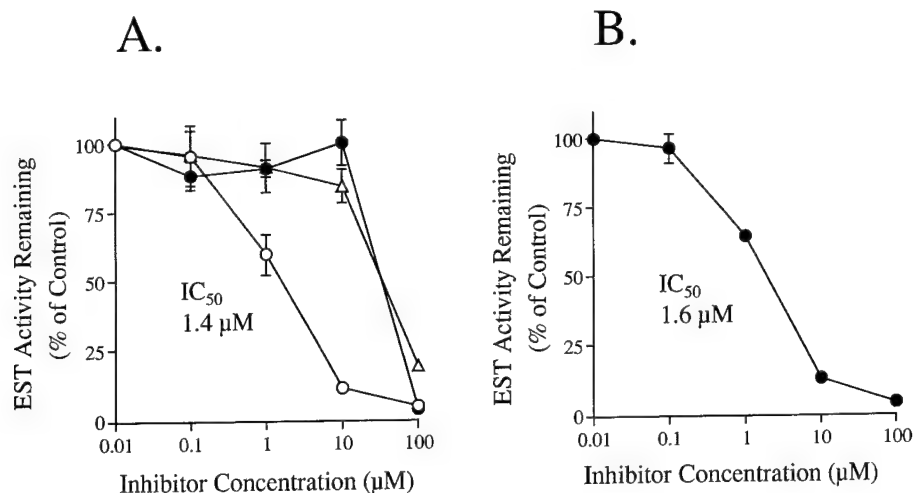 A.
EST Activity Remaining
(% of Control)
100
75
50
25
0
IC50
1.4 µM
0.01
0.1
1
10
100
Inhibitor Concentration (µM)
B.
EST Activity Remaining
(% of Control)
100
75
50
25
0
IC50
1.6 µM
0.01
0.1
1
10
100
Inhibitor Concentration (µM)